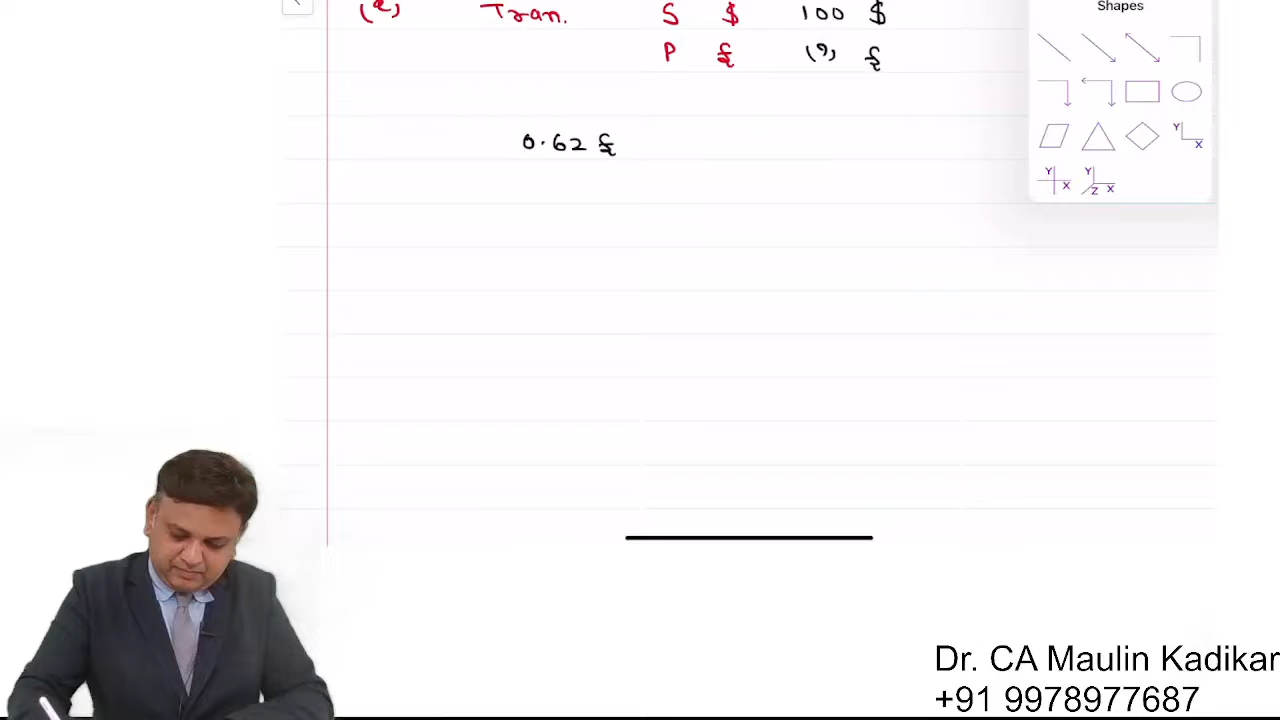 (2) Tran. S $ 100 $
P £ (?) £
0.62 £
Shapes
Y
X
Y
X
Y
Z X
Dr. CA Maulin Kadikar
+91 9978977687